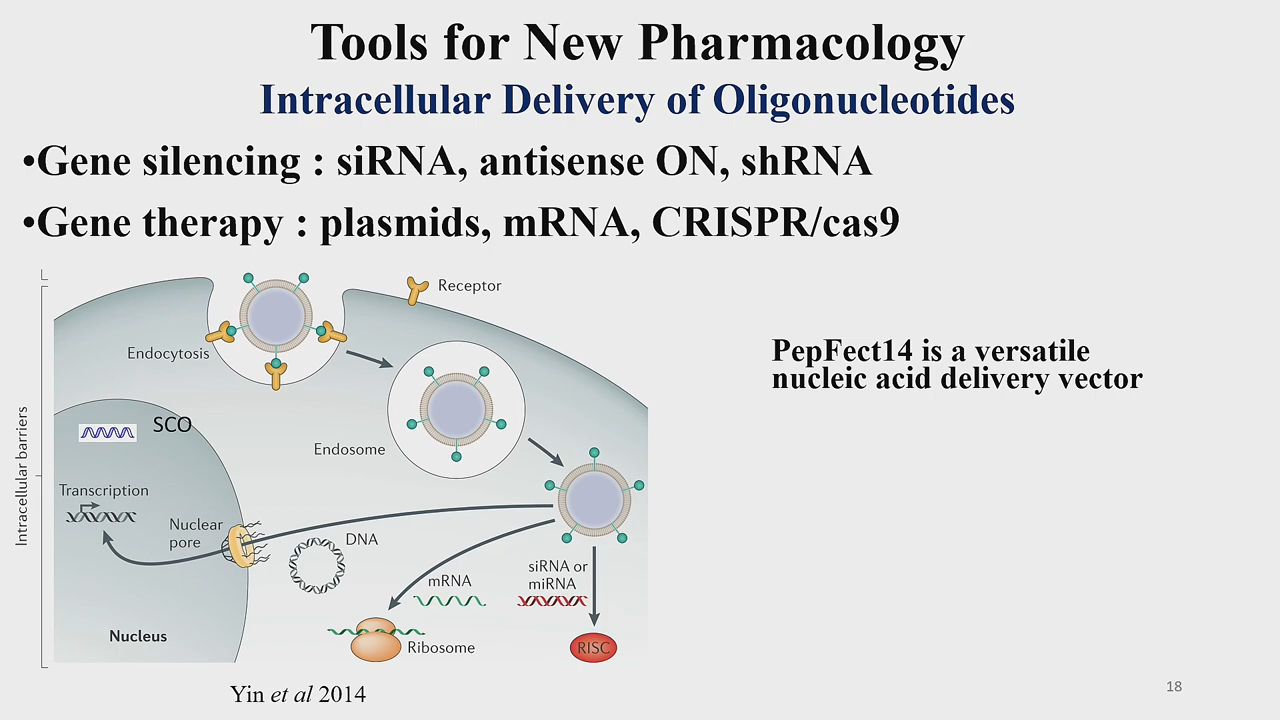 Tools for New Pharmacology
Intracellular Delivery of Oligonucleotides
•Gene silencing : siRNA, antisense ON, shRNA
•Gene therapy : plasmids, mRNA, CRISPR/cas9
Receptor
Endocytosis
PepFect14 is a versatile
nucleic acid delivery vector
SCO
Endosome
Intracellular barriers
Transcription
Nuclear
pore
DNA
mRNA
siRNA or
miRNA
Nucleus
Ribosome
RISC
Yin et al 2014
18